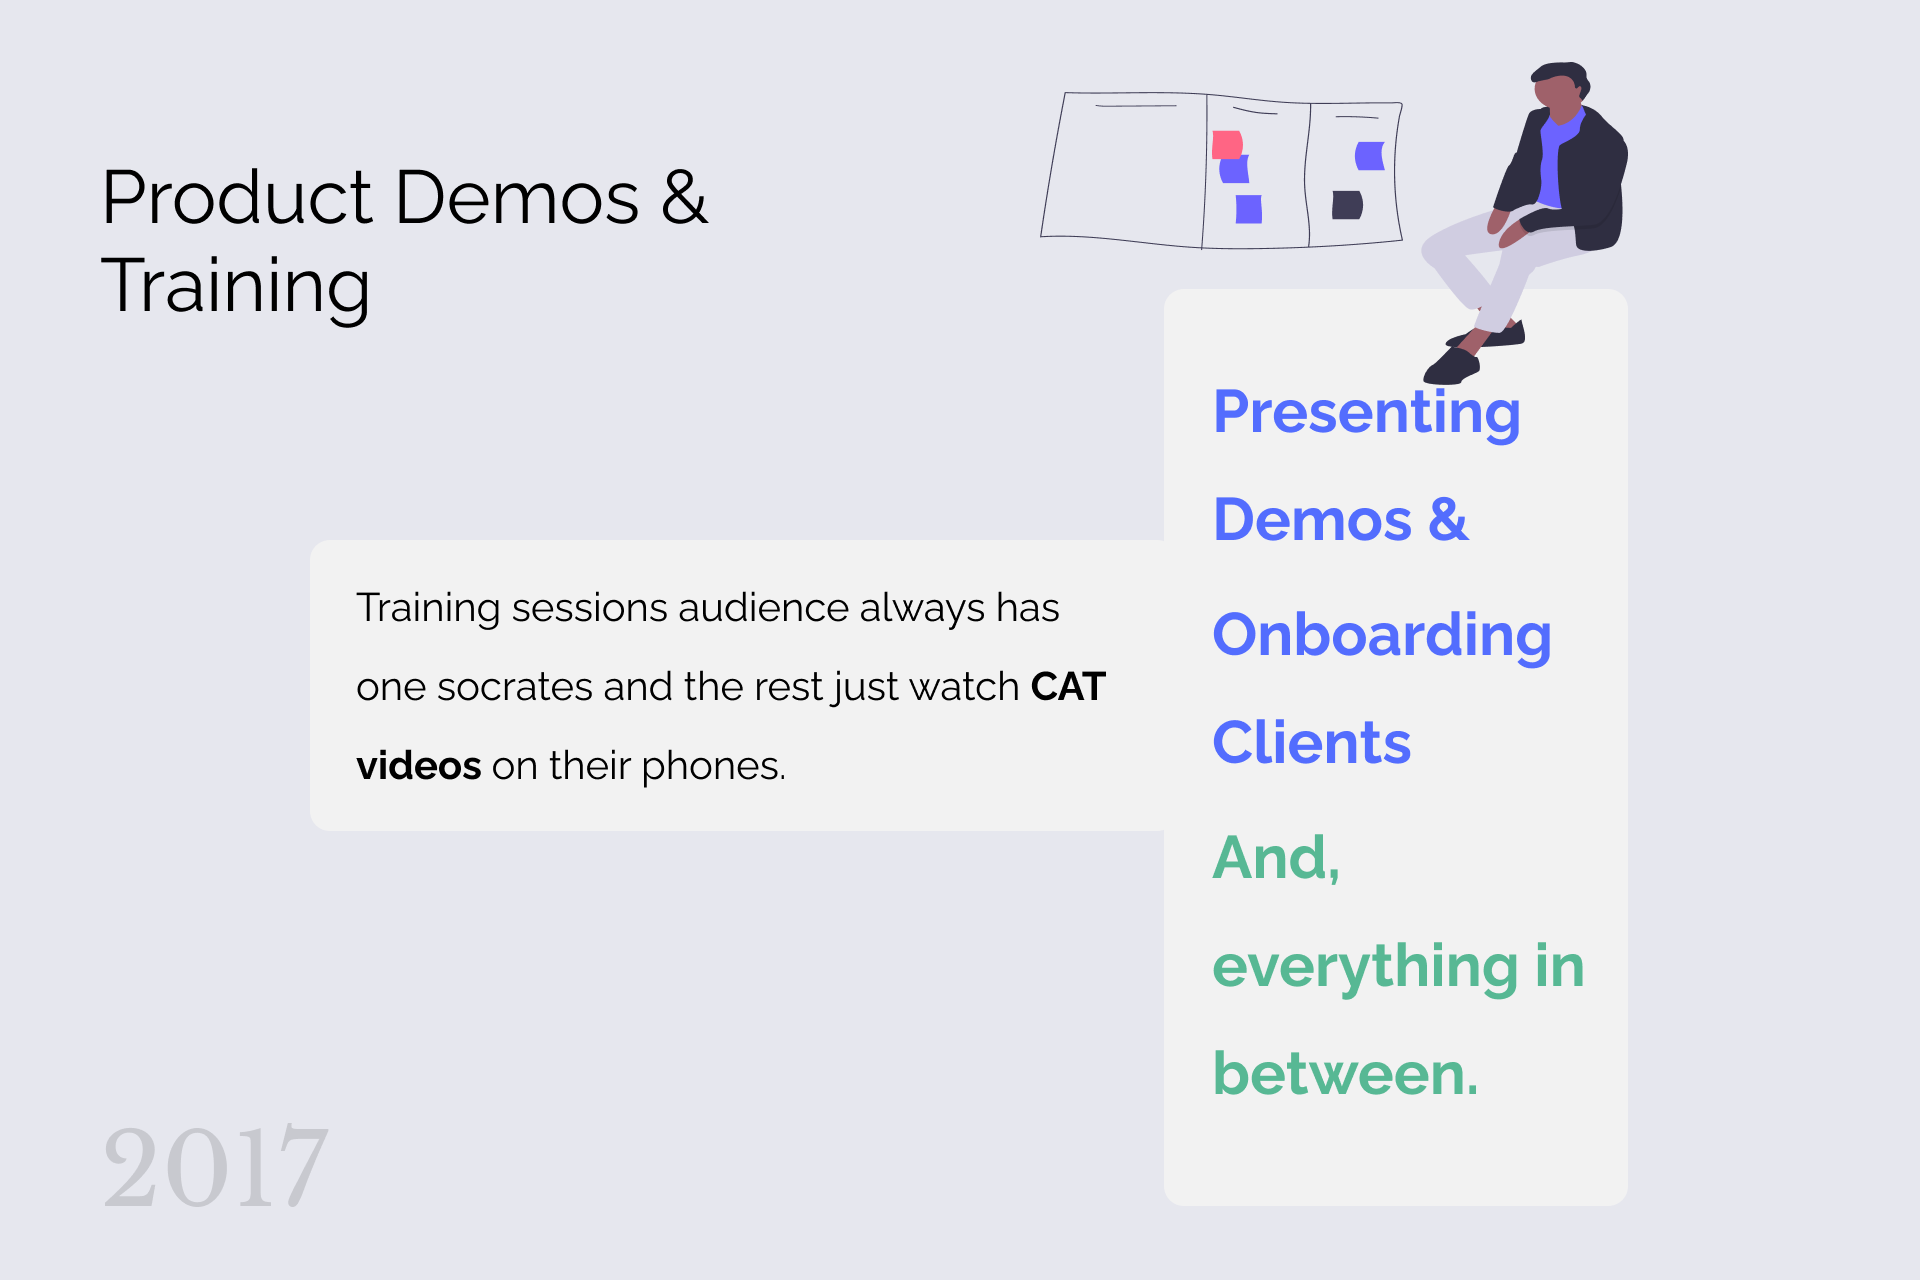 Product Demos &
Training
Training sessions audience always has
one socrates and the rest just watch CAT
videos on their phones.
Presenting
Demos &
Onboarding
Clients
And,
everything in
between.
2017